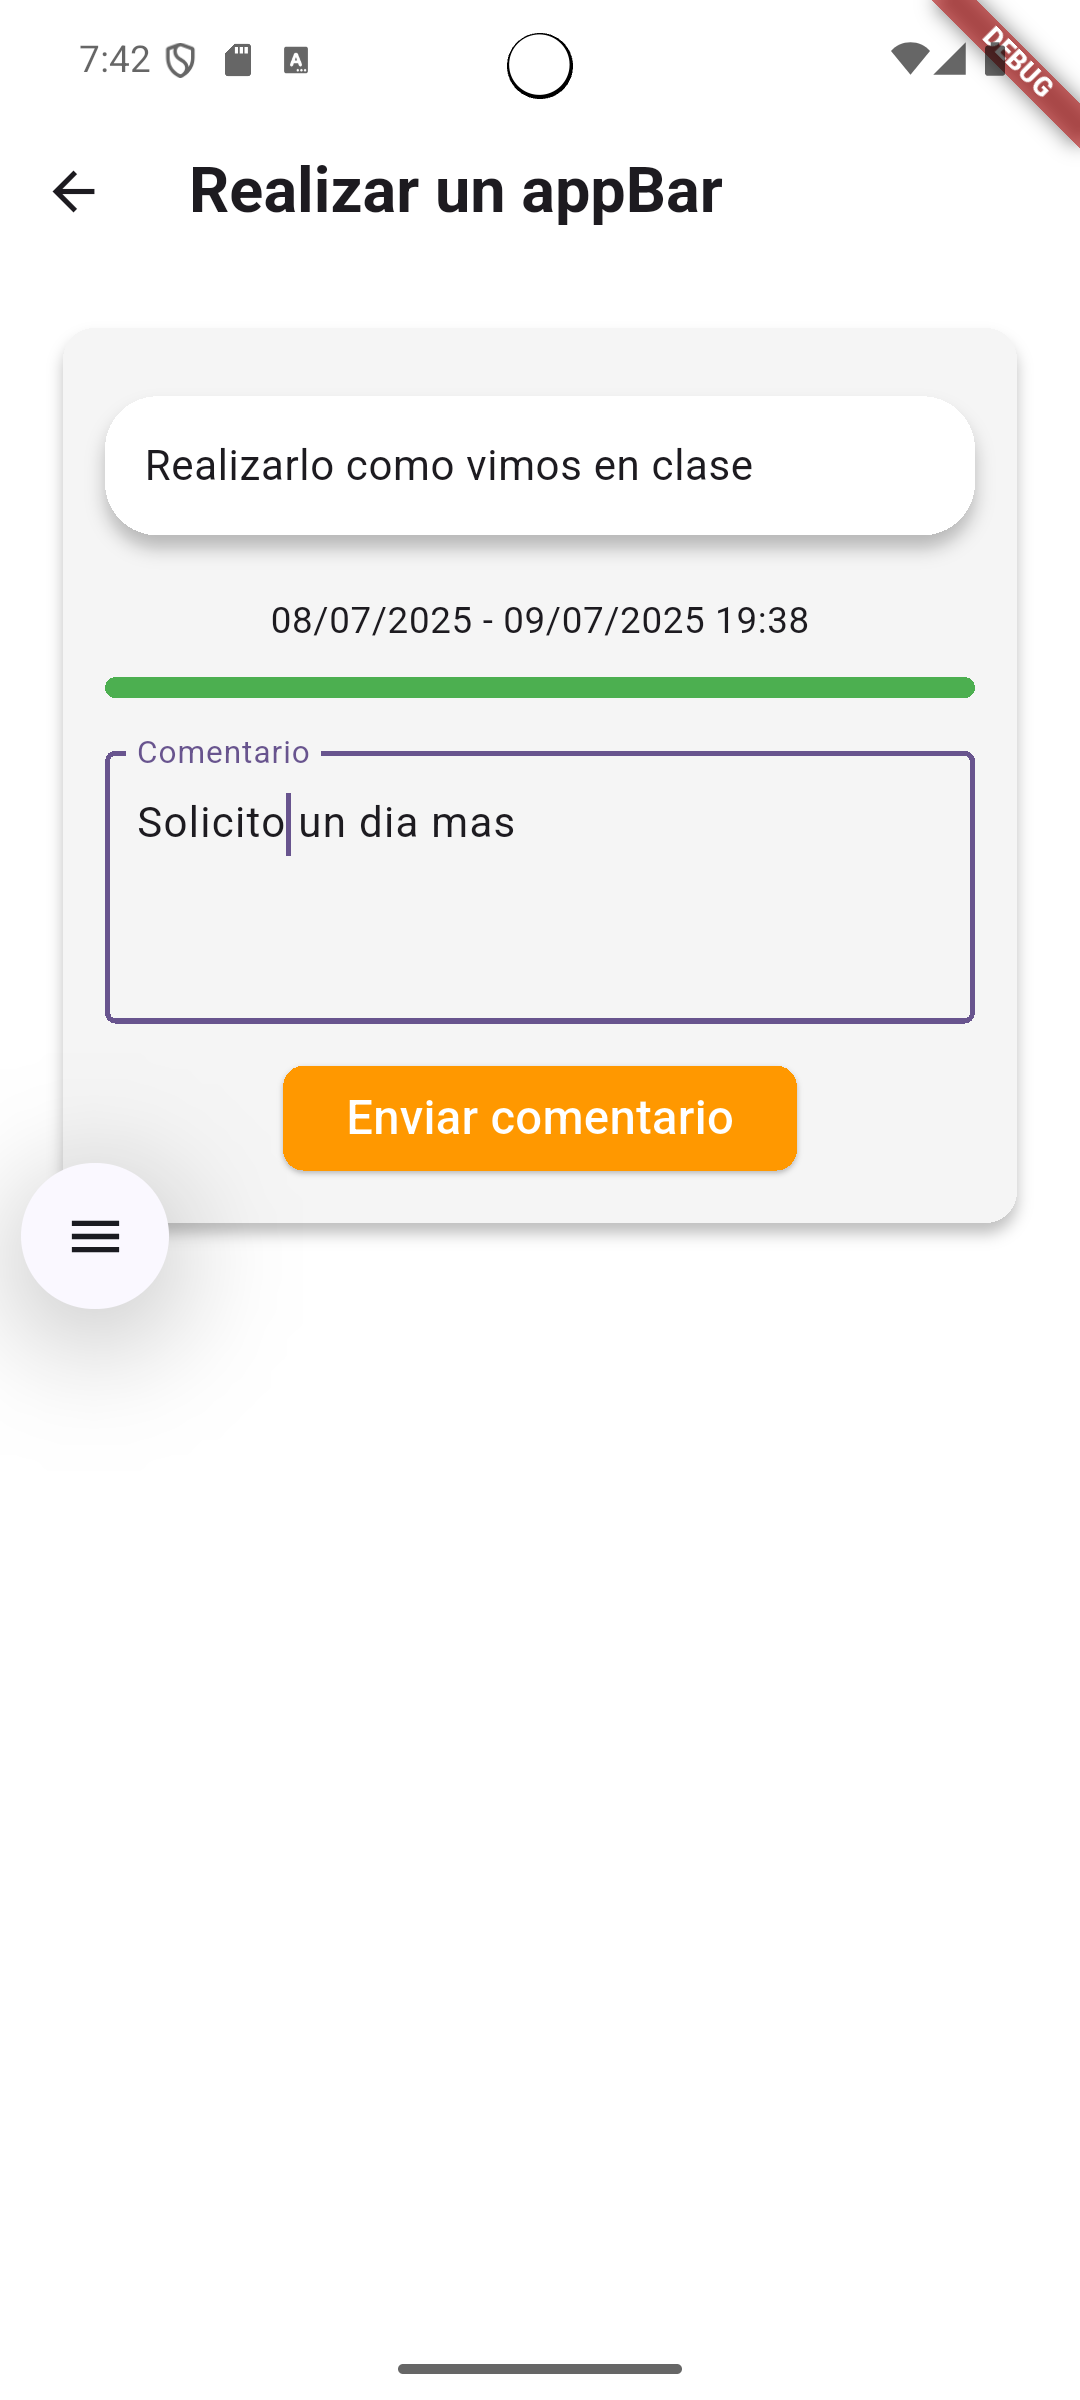 7:42
DEBUG
Realizar un appBar
Realizarlo como vimos en clase
08/07/2025 - 09/07/2025 19:38
Comentario
Solicito un dia mas
Enviar comentario